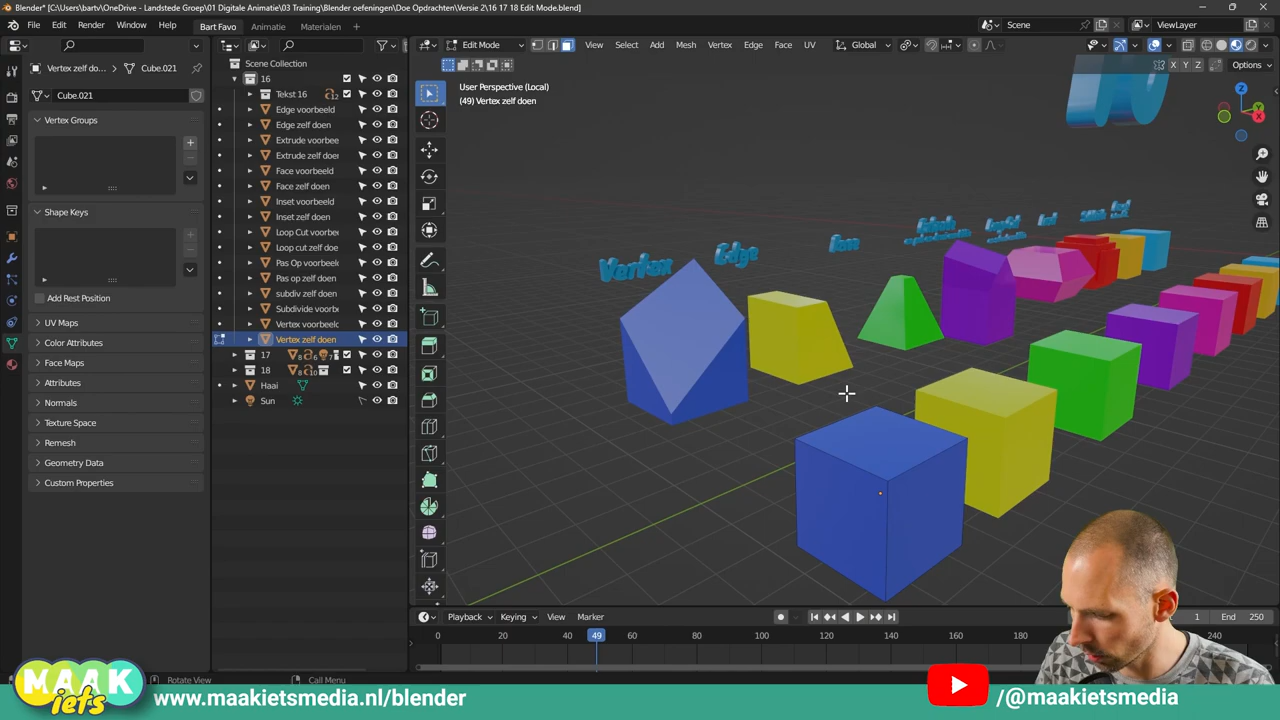 Blender* [C:\Users\bartv\OneDrive - Landstede Groep\01 Digitale Animatie\03 Training\Blender oefeningen\Doe Opdrachten\Versie 2\16 17 18 Edit Mode.blend]
File Edit Render Window Help Bart Favo Animatie Materialen Scene ViewLayer
Edit Mode View Select Add Mesh Vertex Edge Face UV Global
X Y Z Options
Vertex zelf do... Cube.021
Cube.021
Vertex Groups
Shape Keys
Add Rest Position
UV Maps
Color Attributes
Face Maps
Attributes
Normals
Texture Space
Remesh
Geometry Data
Custom Properties
Scene Collection
16
Tekst 16 12
Edge voorbeeld
Edge zelf doen
Extrude voorbee
Extrude zelf doe
Face voorbeeld
Face zelf doen
Inset voorbeeld
Inset zelf doen
Loop Cut voorbe
Loop cut zelf doe
Pas Op voorbeel
Pas op zelf doen
subdiv zelf doen
Subdivide voorbe
Vertex voorbeeld
Vertex zelf doen
17 8 6 7
18 8 10
Haai
Sun
User Perspective (Local)
(49) Vertex zelf doen
Vertex
Edge
Z
Y
X
Playback Keying View Marker 1 End 250
0 20 40 49 60 80 100 120 140 160 180 240
Rotate View
Call Menu
MAAK
iets
www.maakietsmedia.nl/blender
/@maakietsmedia